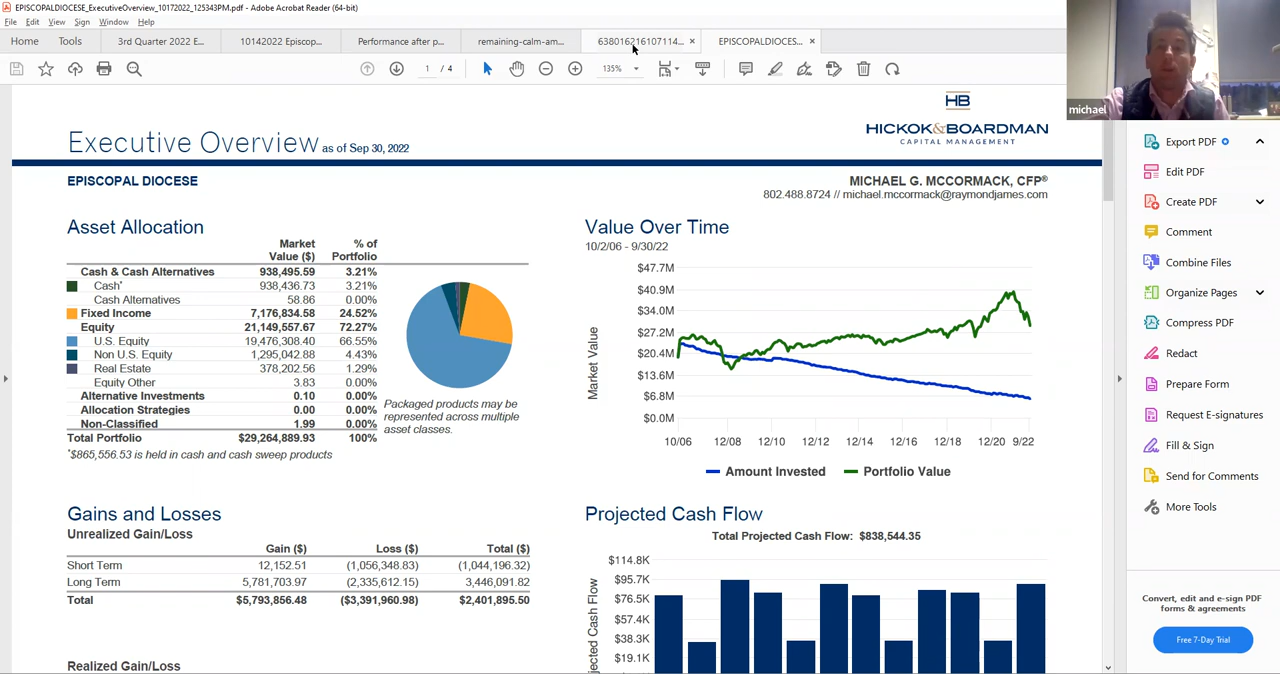 EPISCOPALDIOCESE_ExecutiveOverview_10172022_125343PM.pdf - Adobe Acrobat Reader (64-bit)
File Edit View Sign Window Help
Home Tools 3rd Quarter 2022 E... 10142022 Episcop... Performance after p... remaining-calm-am... 638016216107114... × EPISCOPALDIOCES... ×
1 / 4 135%
michael
HB
HICKOK&BOARDMAN
CAPITAL MANAGEMENT
Executive Overview as of Sep 30, 2022
EPISCOPAL DIOCESE
MICHAEL G. MCCORMACK, CFP®
802.488.8724 // michael.mccormack@raymondjames.com
Asset Allocation
Market Value ($) % of Portfolio
Cash & Cash Alternatives 938,495.59 3.21%
Cash* 938,436.73 3.21%
Cash Alternatives 58.86 0.00%
Fixed Income 7,176,834.58 24.52%
Equity 21,149,557.67 72.27%
U.S. Equity 19,476,308.40 66.55%
Non U.S. Equity 1,295,042.88 4.43%
Real Estate 378,202.56 1.29%
Equity Other 3.83 0.00%
Alternative Investments 0.10 0.00%
Allocation Strategies 0.00 0.00%
Non-Classified 1.99 0.00%
Total Portfolio $29,264,889.93 100%
*$865,556.53 is held in cash and cash sweep products
Packaged products may be
represented across multiple
asset classes.
Value Over Time
10/2/06 - 9/30/22
Market Value
$47.7M
$40.9M
$34.0M
$27.2M
$20.4M
$13.6M
$6.8M
$0.0M
10/06 12/08 12/10 12/12 12/14 12/16 12/18 12/20 9/22
Amount Invested Portfolio Value
Gains and Losses
Unrealized Gain/Loss
Gain ($) Loss ($) Total ($)
Short Term 12,152.51 (1,056,348.83) (1,044,196.32)
Long Term 5,781,703.97 (2,335,612.15) 3,446,091.82
Total $5,793,856.48 ($3,391,960.98) $2,401,895.50
Realized Gain/Loss
Projected Cash Flow
Total Projected Cash Flow: $838,544.35
jected Cash Flow
$114.8K
$95.7K
$76.5K
$57.4K
$38.3K
$19.1K
Export PDF
Edit PDF
Create PDF
Comment
Combine Files
Organize Pages
Compress PDF
Redact
Prepare Form
Request E-signatures
Fill & Sign
Send for Comments
More Tools
Convert, edit and e-sign PDF
forms & agreements
Free 7-Day Trial